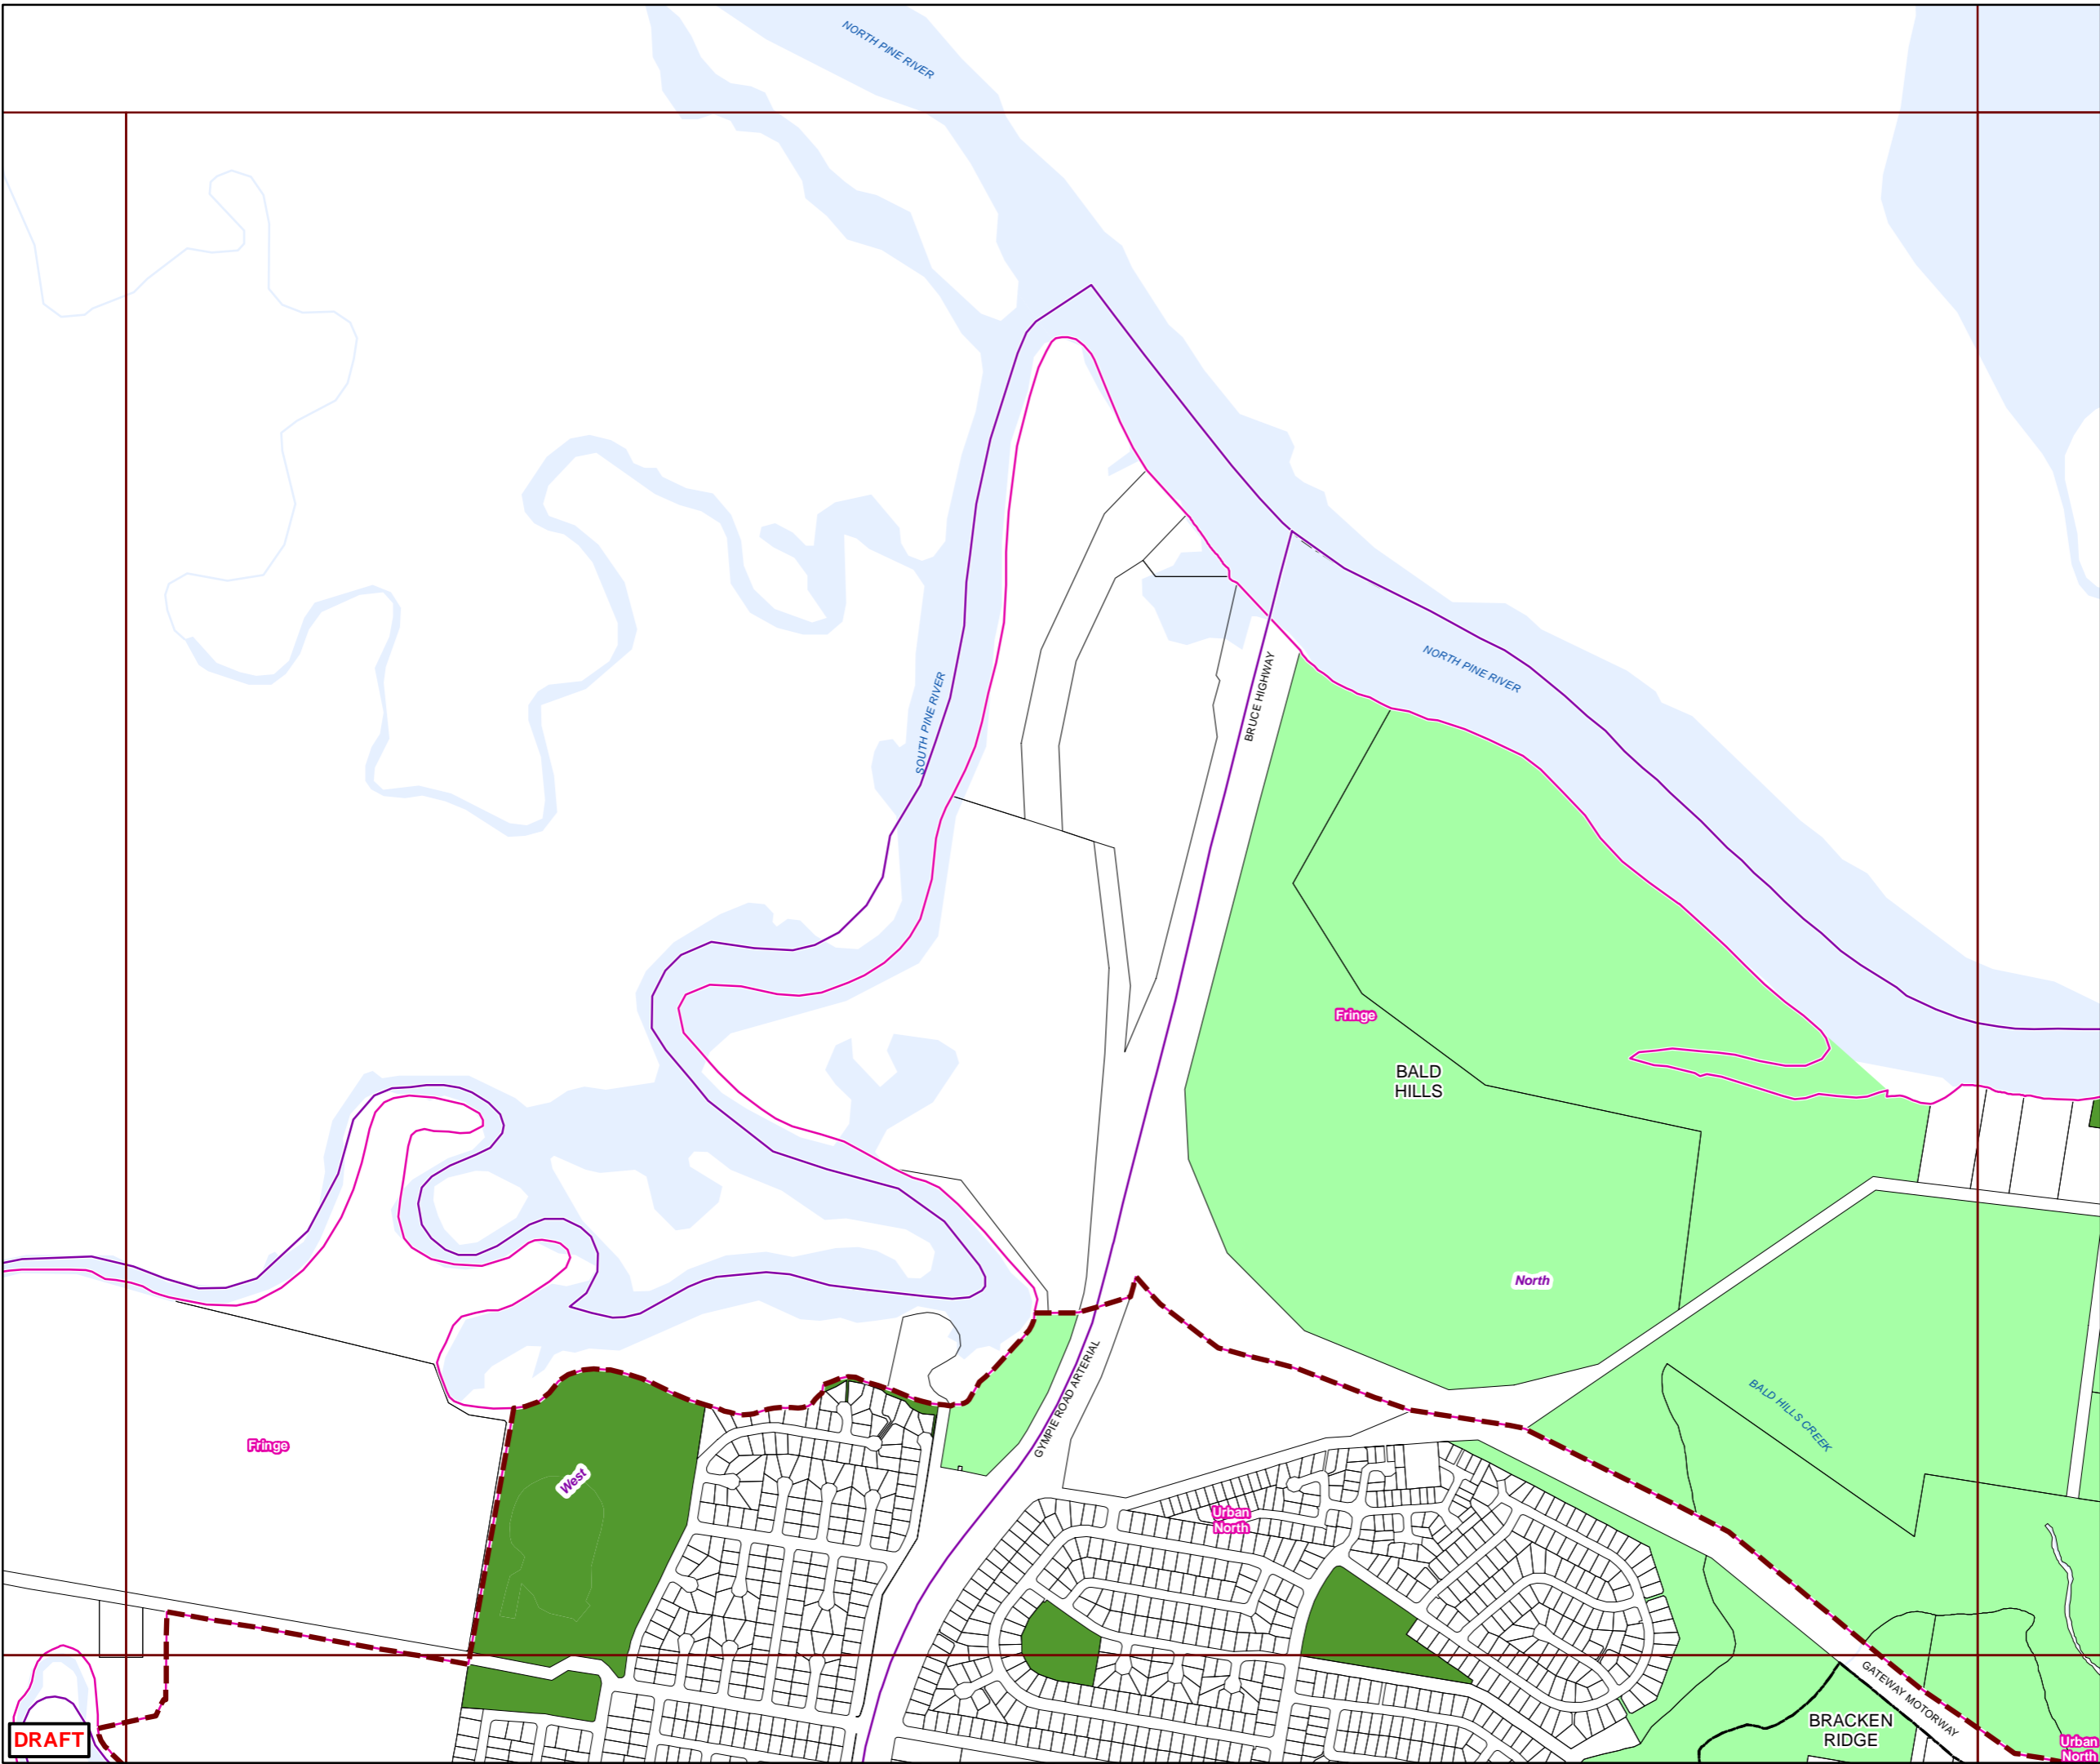 NORTH PINE RIVER
SOUTH PINE RIVER
BRUCE HIGHWAY
NORTH PINE RIVER
Fringe
BALD
HILLS
North
GYMPIE ROAD ARTERIAL
BALD HILLS CREEK
Fringe
West
Urban
North
GATEWAY MOTORWAY
BRACKEN
RIDGE
DRAFT
Urban
North